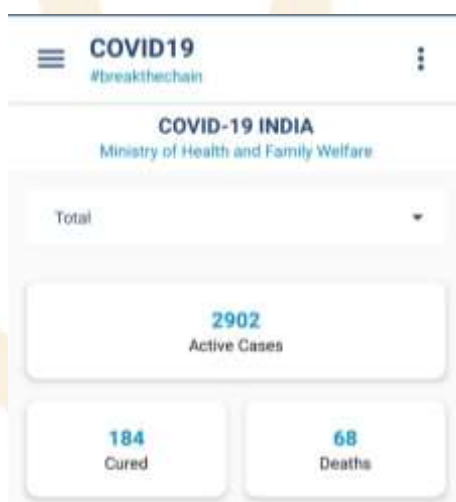 COVID19
#breakthechain
COVID-19 INDIA
Ministry of Health and Family Welfare
Total
2902
Active Cases
184
Cured
68
Deaths